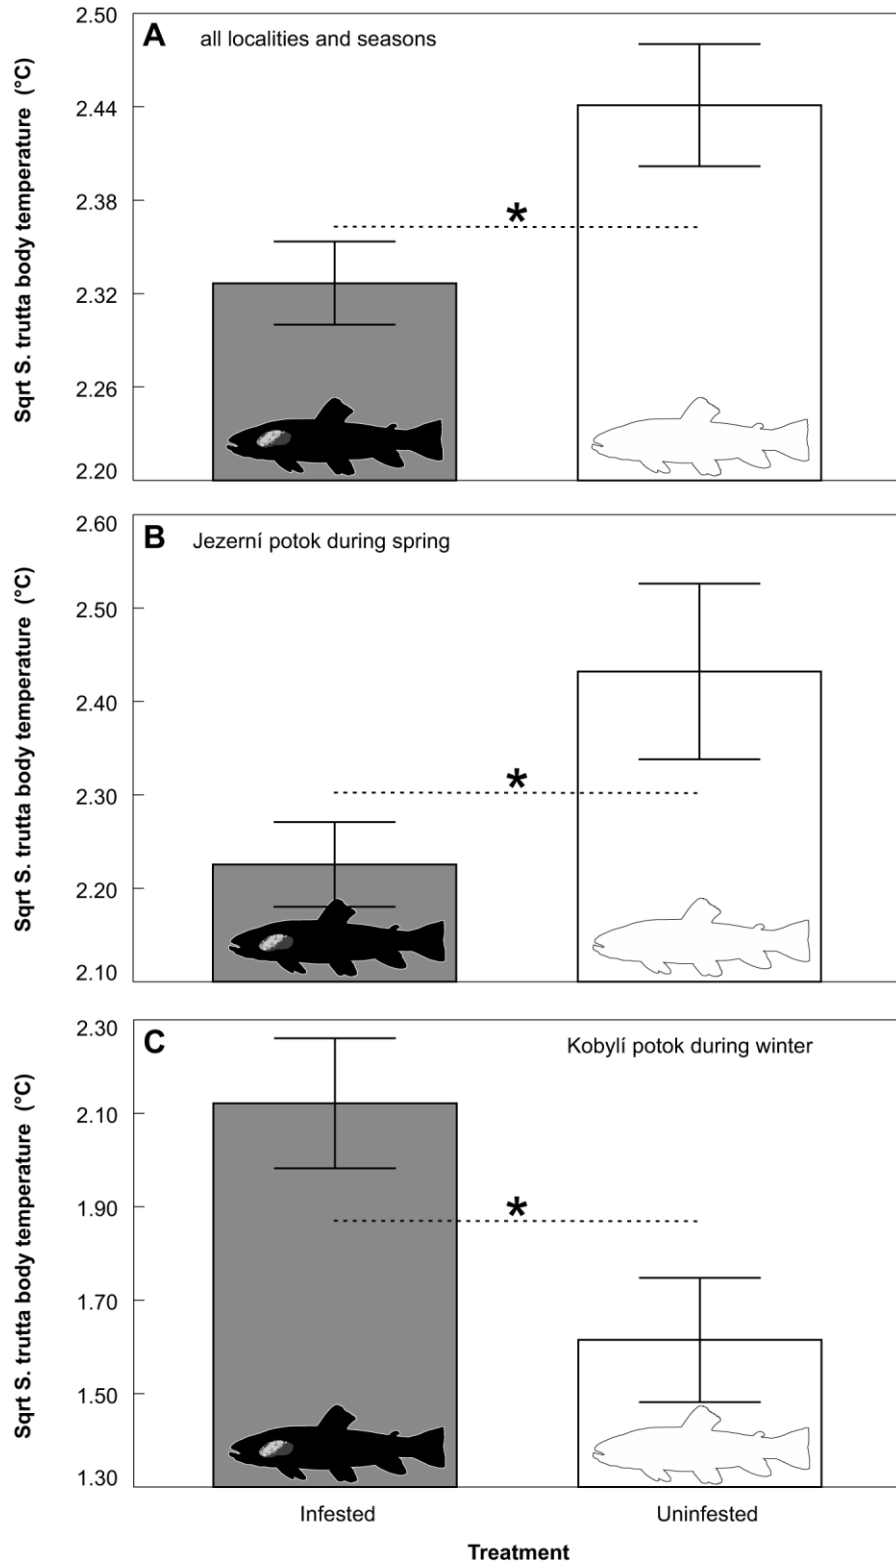 A all localities and seasons
Sqrt S. trutta body temperature (°C)
2.50
2.44
2.38
2.32
2.26
2.20
*
B Jezerní potok during spring
Sqrt S. trutta body temperature (°C)
2.60
2.50
2.40
2.30
2.20
2.10
*
C Kobylí potok during winter
Sqrt S. trutta body temperature (°C)
2.30
2.10
1.90
1.70
1.50
1.30
*
Infested Uninfested
Treatment